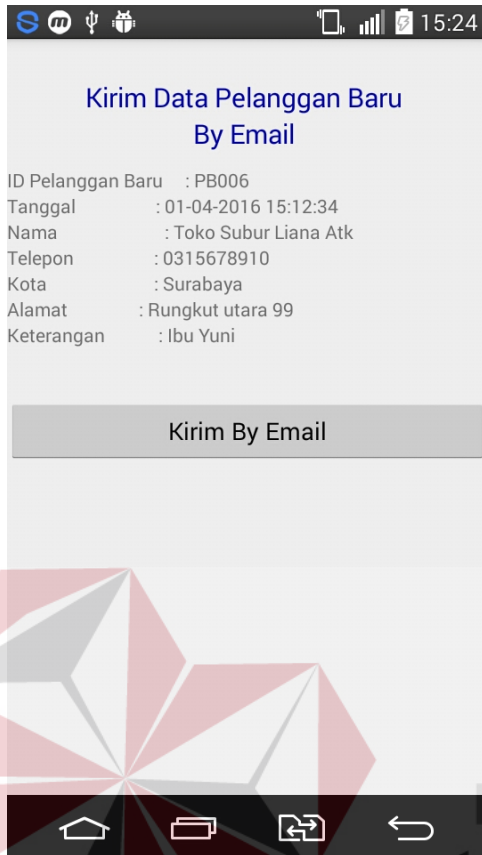 15:24
Kirim Data Pelanggan Baru
By Email
ID Pelanggan Baru : PB006
Tanggal : 01-04-2016 15:12:34
Nama : Toko Subur Liana Atk
Telepon : 0315678910
Kota : Surabaya
Alamat : Rungkut utara 99
Keterangan : Ibu Yuni
Kirim By Email